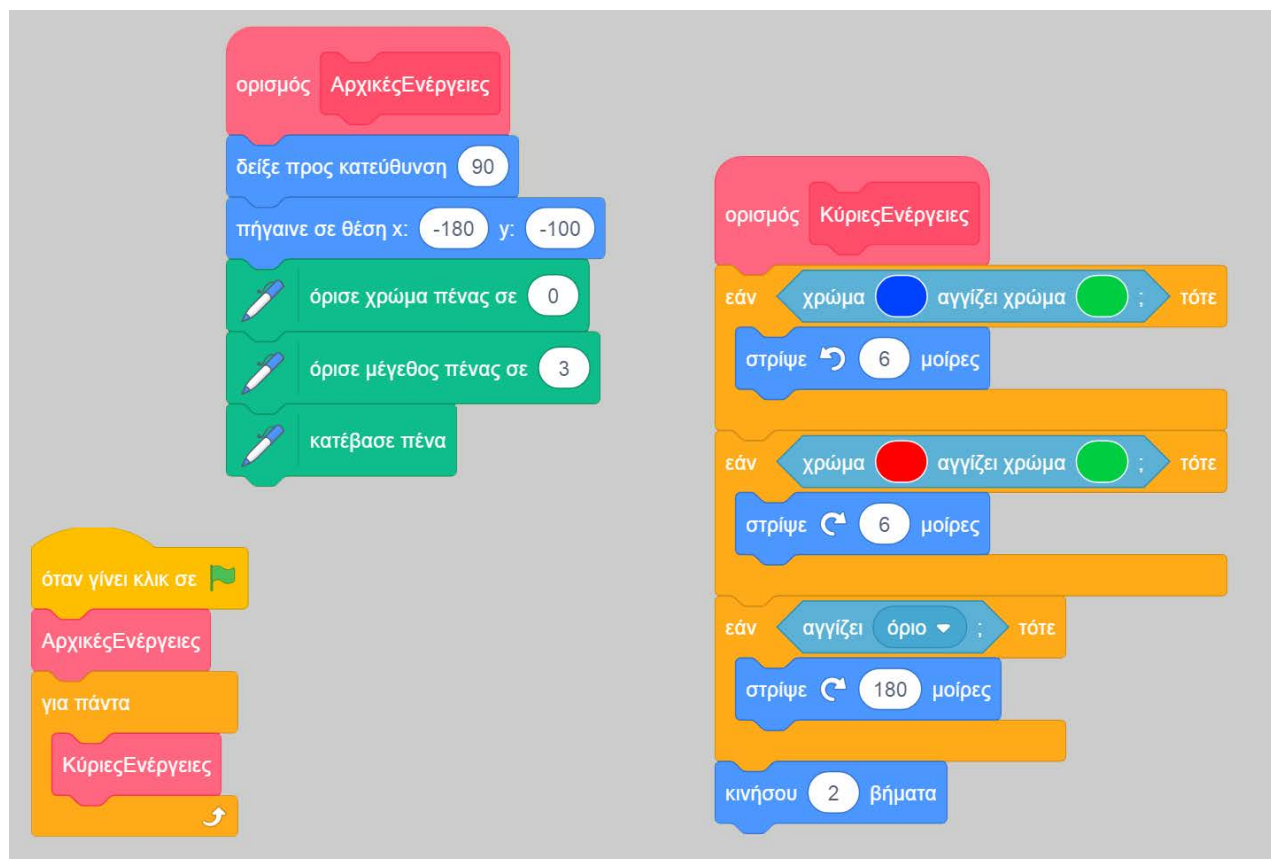 ορισμός ΑρχικέςΕνέργειες
δείξε προς κατεύθυνση 90
πήγαινε σε θέση x: -180 y: -100
όρισε χρώμα πένας σε 0
όρισε μέγεθος πένας σε 3
κατέβασε πένα
όταν γίνει κλικ σε
ΑρχικέςΕνέργειες
για πάντα
ΚύριεςΕνέργειες
ορισμός ΚύριεςΕνέργειες
εάν χρώμα αγγίζει χρώμα ; τότε
στρίψε 6 μοίρες
εάν χρώμα αγγίζει χρώμα ; τότε
στρίψε 6 μοίρες
εάν αγγίζει όριο ; τότε
στρίψε 180 μοίρες
κινήσου 2 βήματα